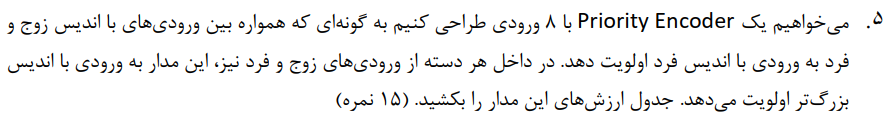 ۵. می‌خواهیم یک Priority Encoder با ۸ ورودی طراحی کنیم به گونه‌ای که همواره بین ورودی‌های با اندیس زوج و
فرد به ورودی با اندیس فرد اولویت دهد. در داخل هر دسته از ورودی‌های زوج و فرد نیز، این مدار به ورودی با اندیس
بزرگ‌تر اولویت می‌دهد. جدول ارزش‌های این مدار را بکشید. (۱۵ نمره)